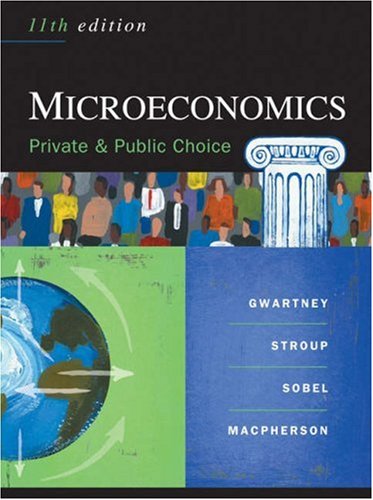 11th edition
MICROECONOMICS
Private & Public Choice
GWARTNEY
STROUP
SOBEL
MACPHERSON